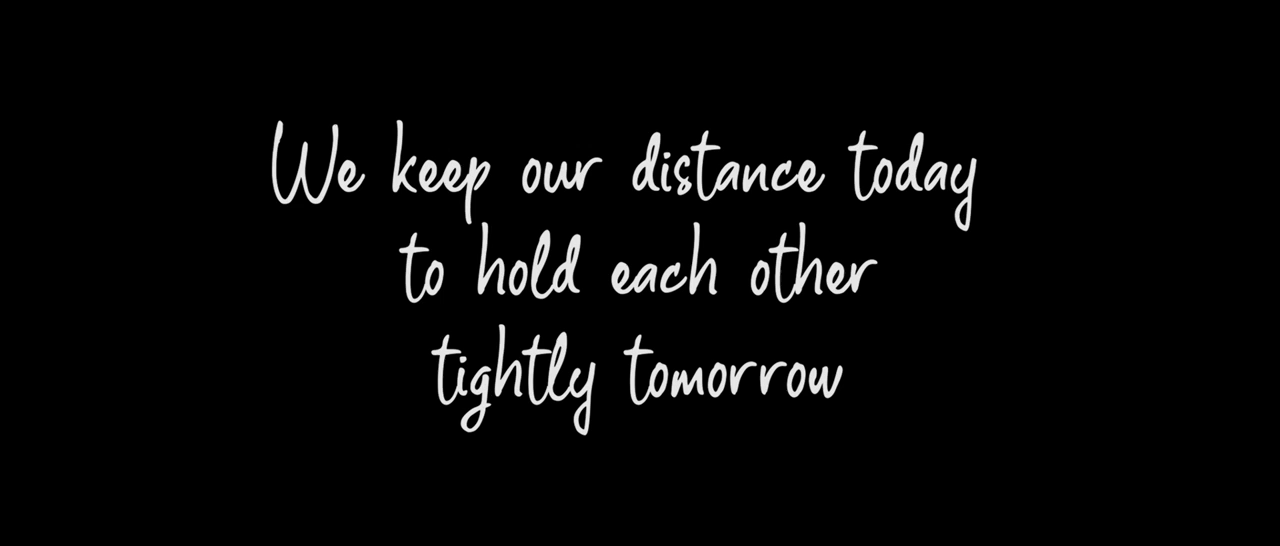 We keep our distance today
to hold each other
tightly tomorrow